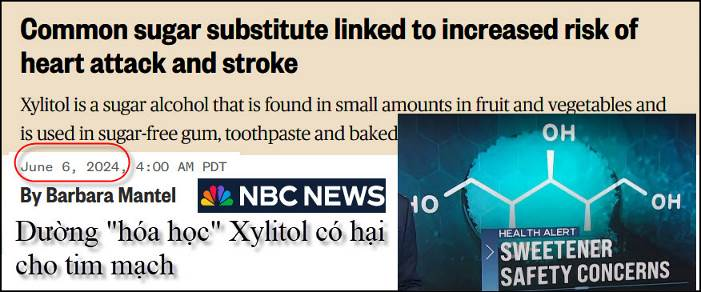 Common sugar substitute linked to increased risk of
heart attack and stroke
Xylitol is a sugar alcohol that is found in small amounts in fruit and vegetables and
is used in sugar-free gum, toothpaste and baked
June 6, 2024, 4:00 AM PDT
By Barbara Mantel
NBC NEWS
Dường "hóa học" Xylitol có hại
cho tim mạch
OH
HO
OH
HEALTH ALERT
SWEETENER
SAFETY CONCERNS